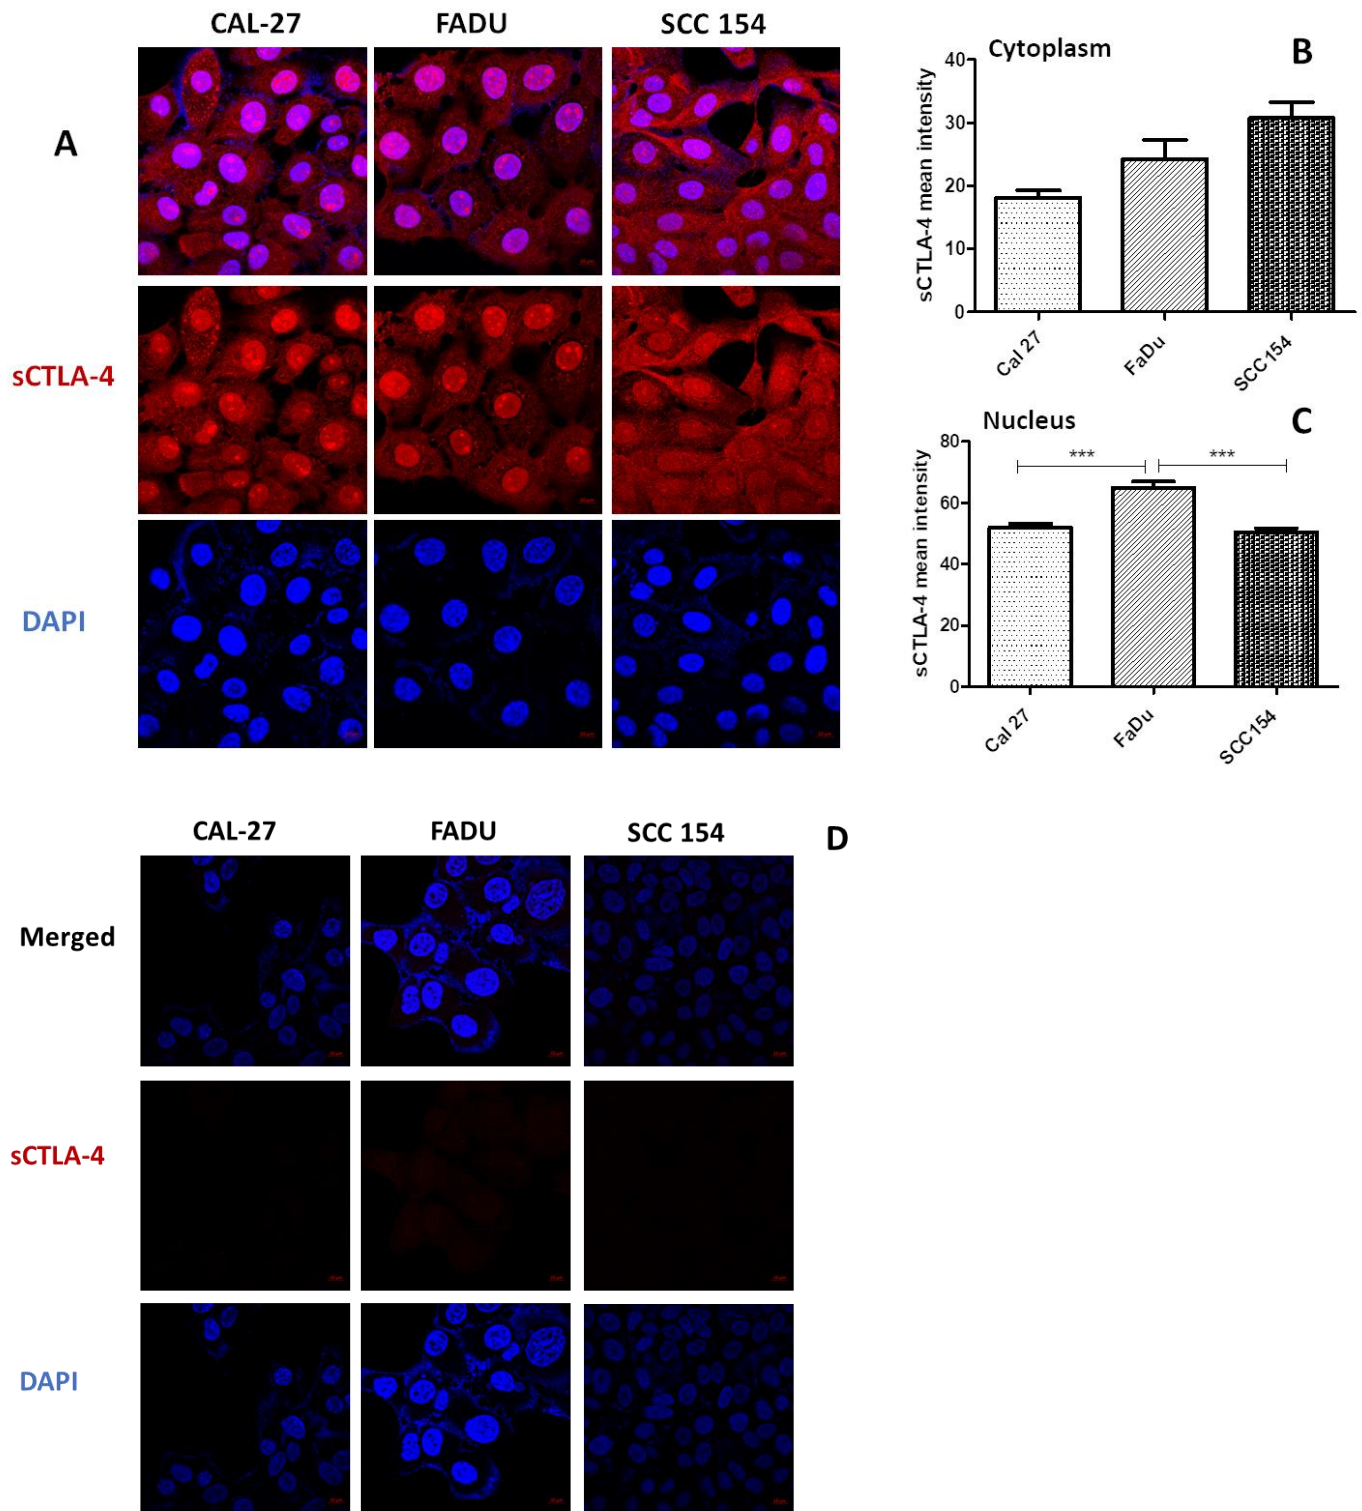 CAL-27 FADU SCC 154
A
sCTLA-4
DAPI
Cytoplasm B
sCTLA-4 mean intensity
40
30
20
10
0
Cal 27 FaDu SCC154
Nucleus C
*** ***
sCTLA-4 mean intensity
80
60
40
20
0
Cal 27 FaDu SCC154
CAL-27 FADU SCC 154 D
Merged
sCTLA-4
DAPI